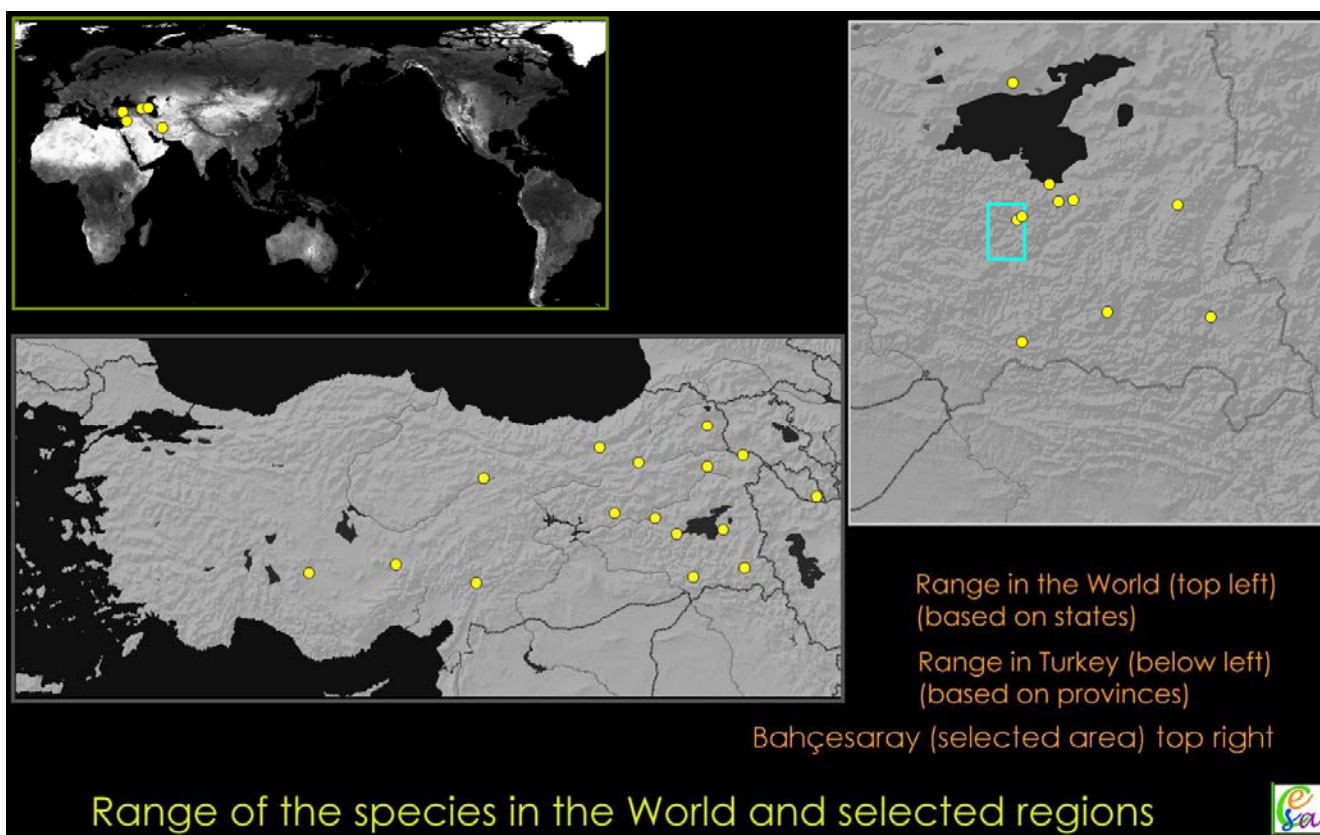 Range in the World (top left)
(based on states)
Range in Turkey (below left)
(based on provinces)
Bahçesaray (selected area) top right
Range of the species in the World and selected regions
Cesa